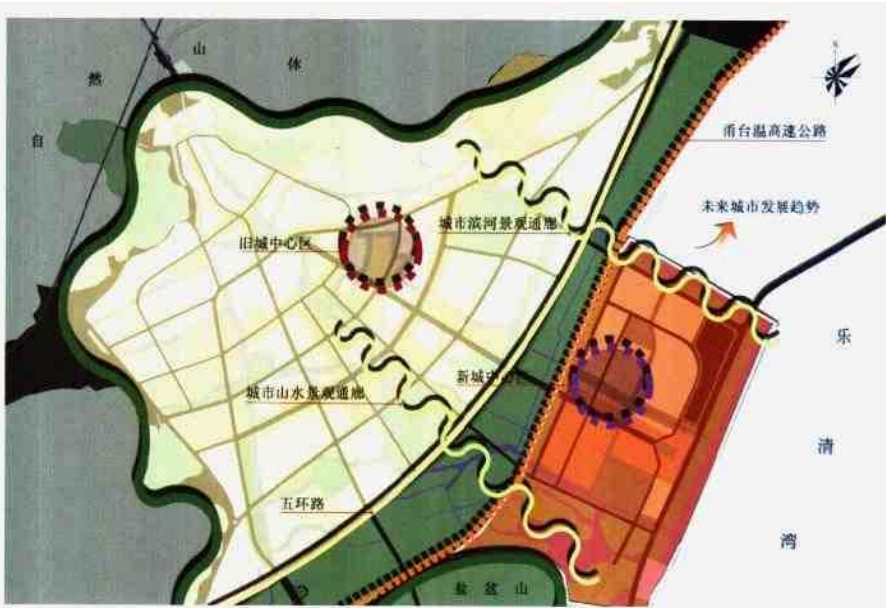 自然山体
N
甬台温高速公路
未来城市发展趋势
旧城中心区
城市滨河景观通廊
乐清湾
新城中心区
城市山水景观通廊
五环路
盐盆山